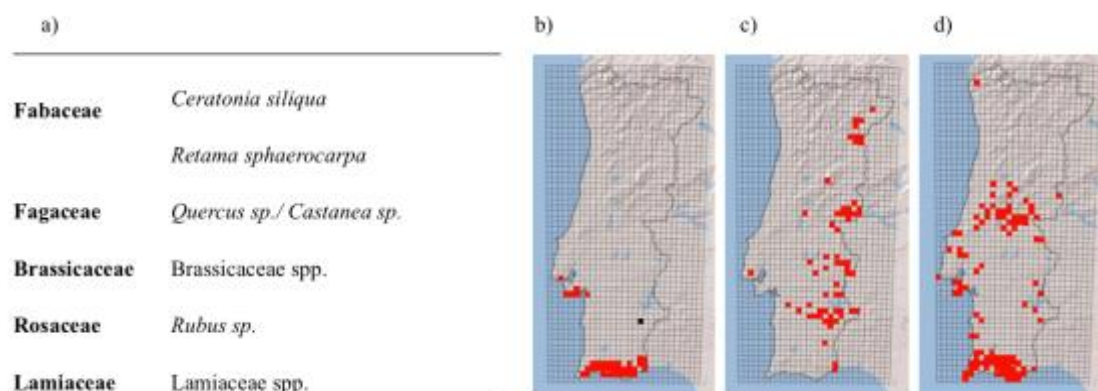 a) b) c) d)
Fabaceae Ceratonia siliqua
Retama sphaerocarpa
Fagaceae Quercus sp./ Castanea sp.
Brassicaceae Brassicaceae spp.
Rosaceae Rubus sp.
Lamiaceae Lamiaceae spp.